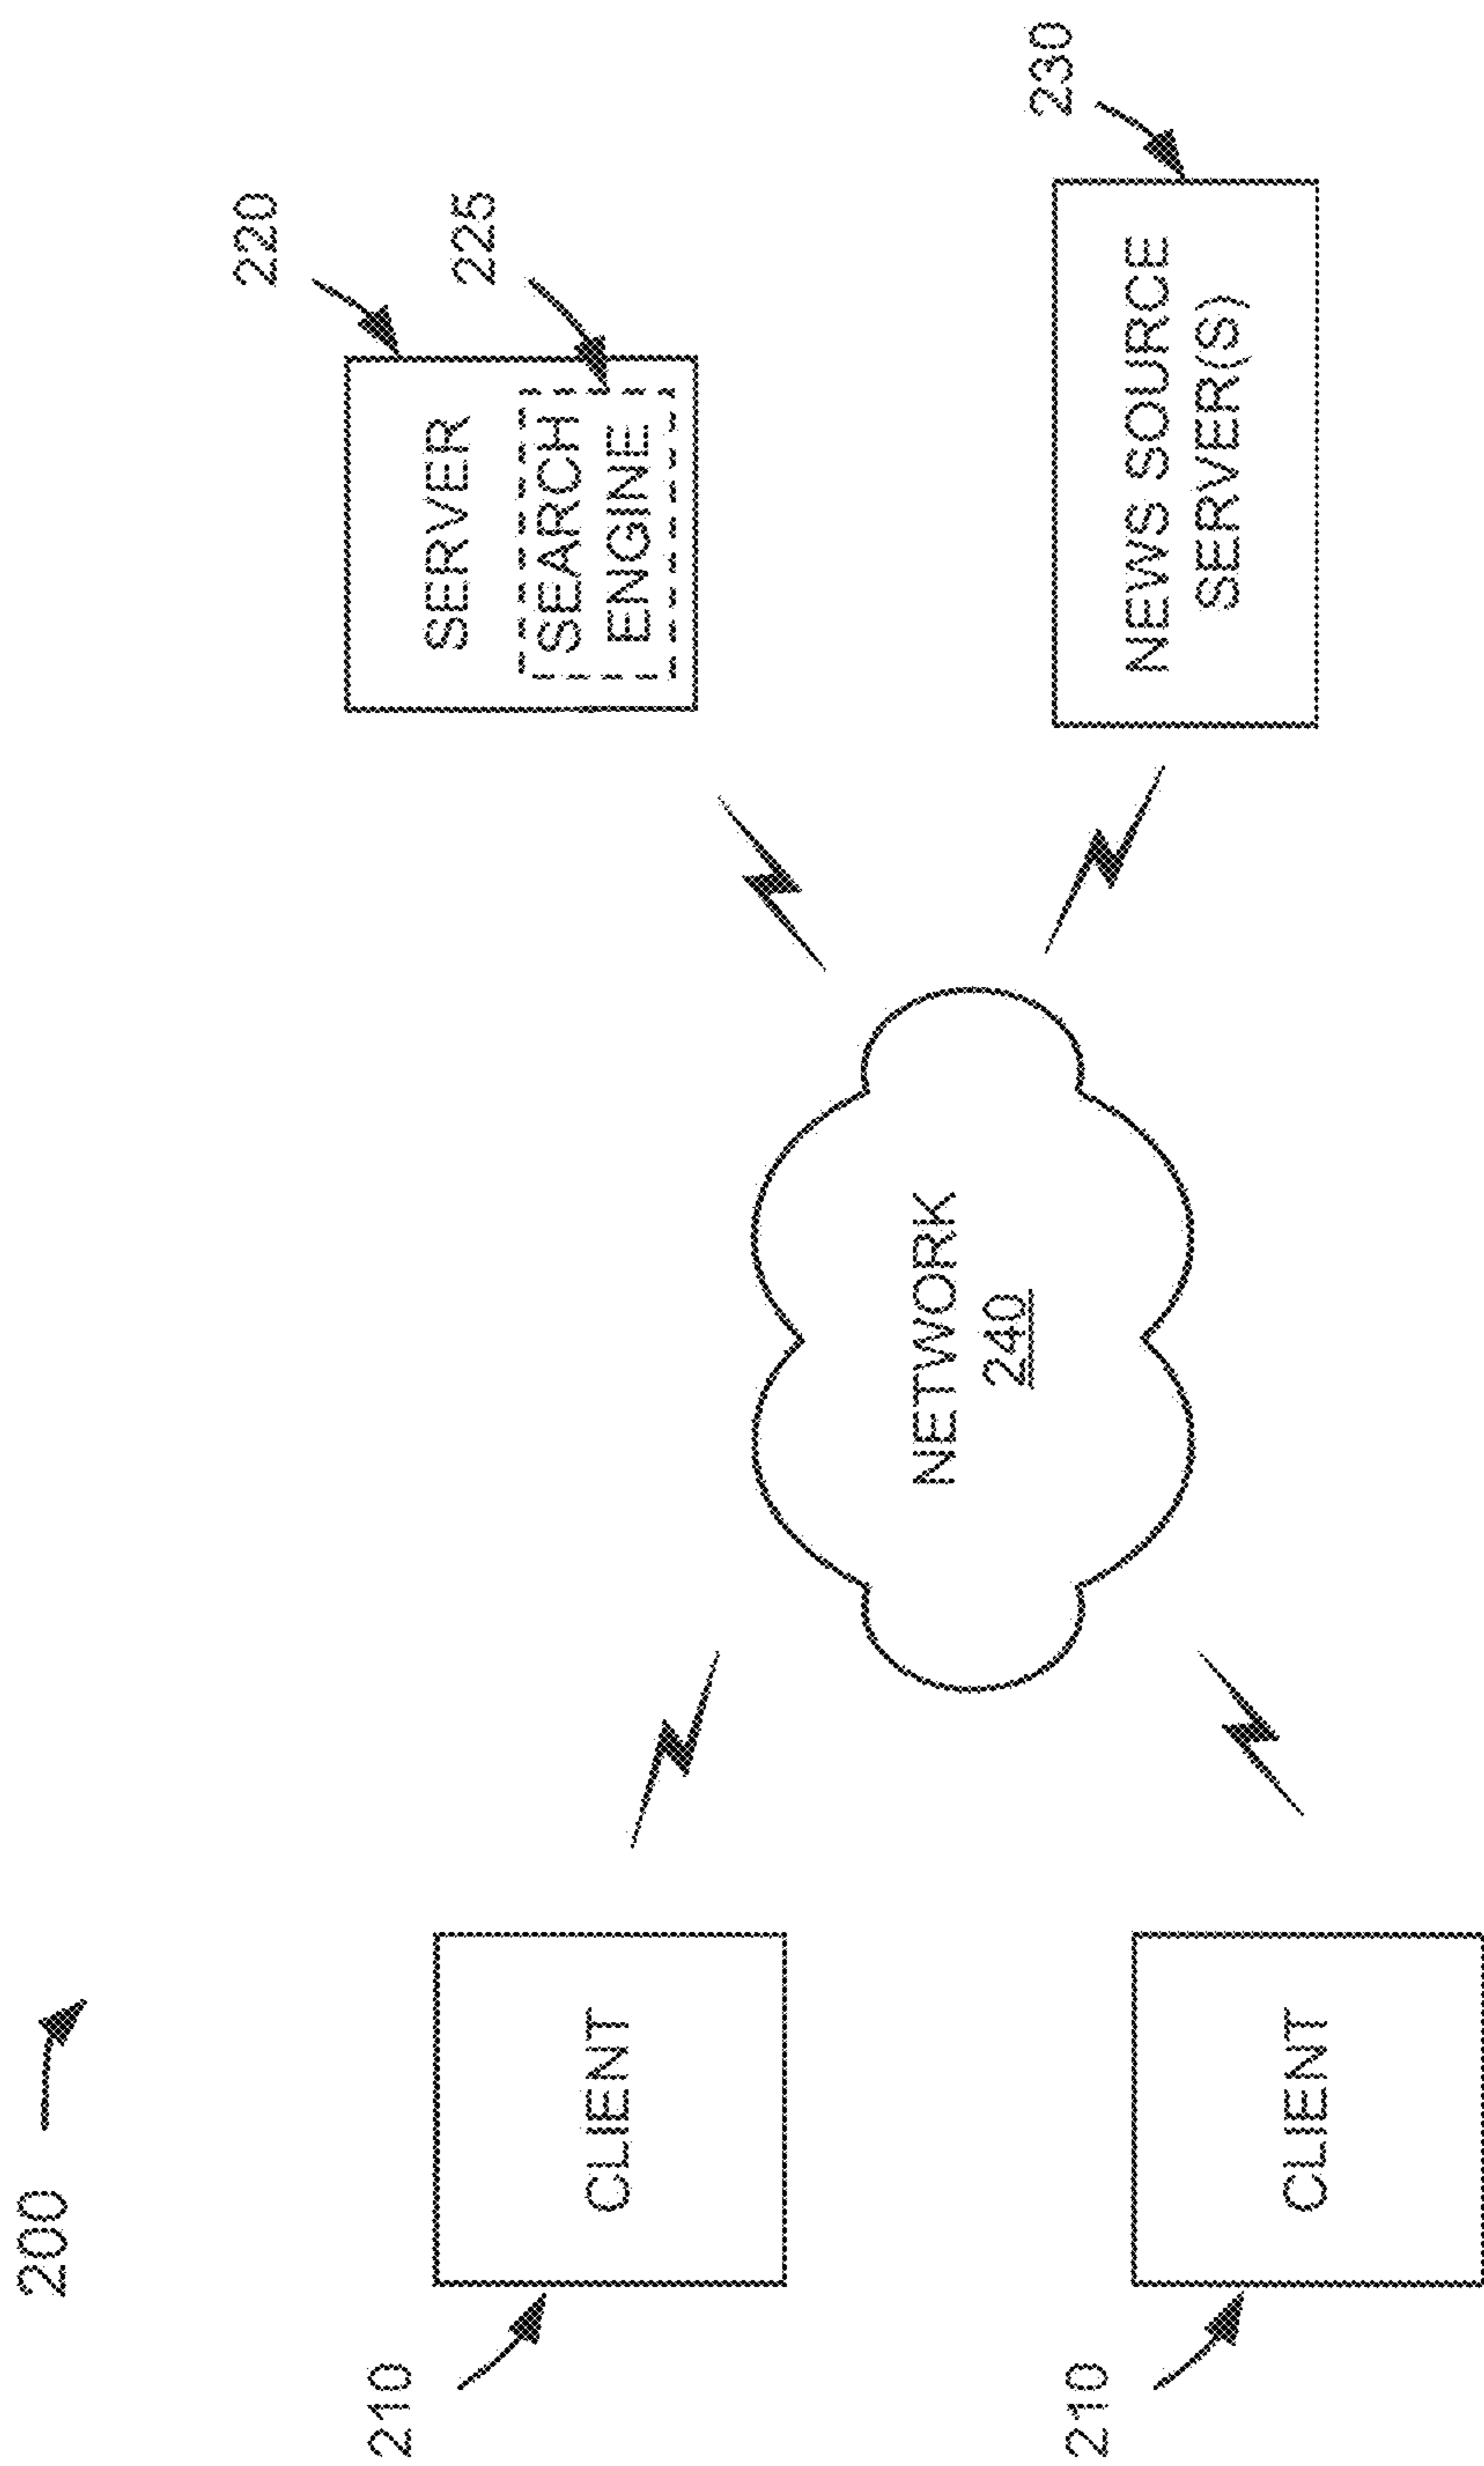 200
210
CLIENT
210
CLIENT
NETWORK
240
220
SERVER
225
SEARCH
ENGINE
230
NEWS SOURCE
SERVER(S)